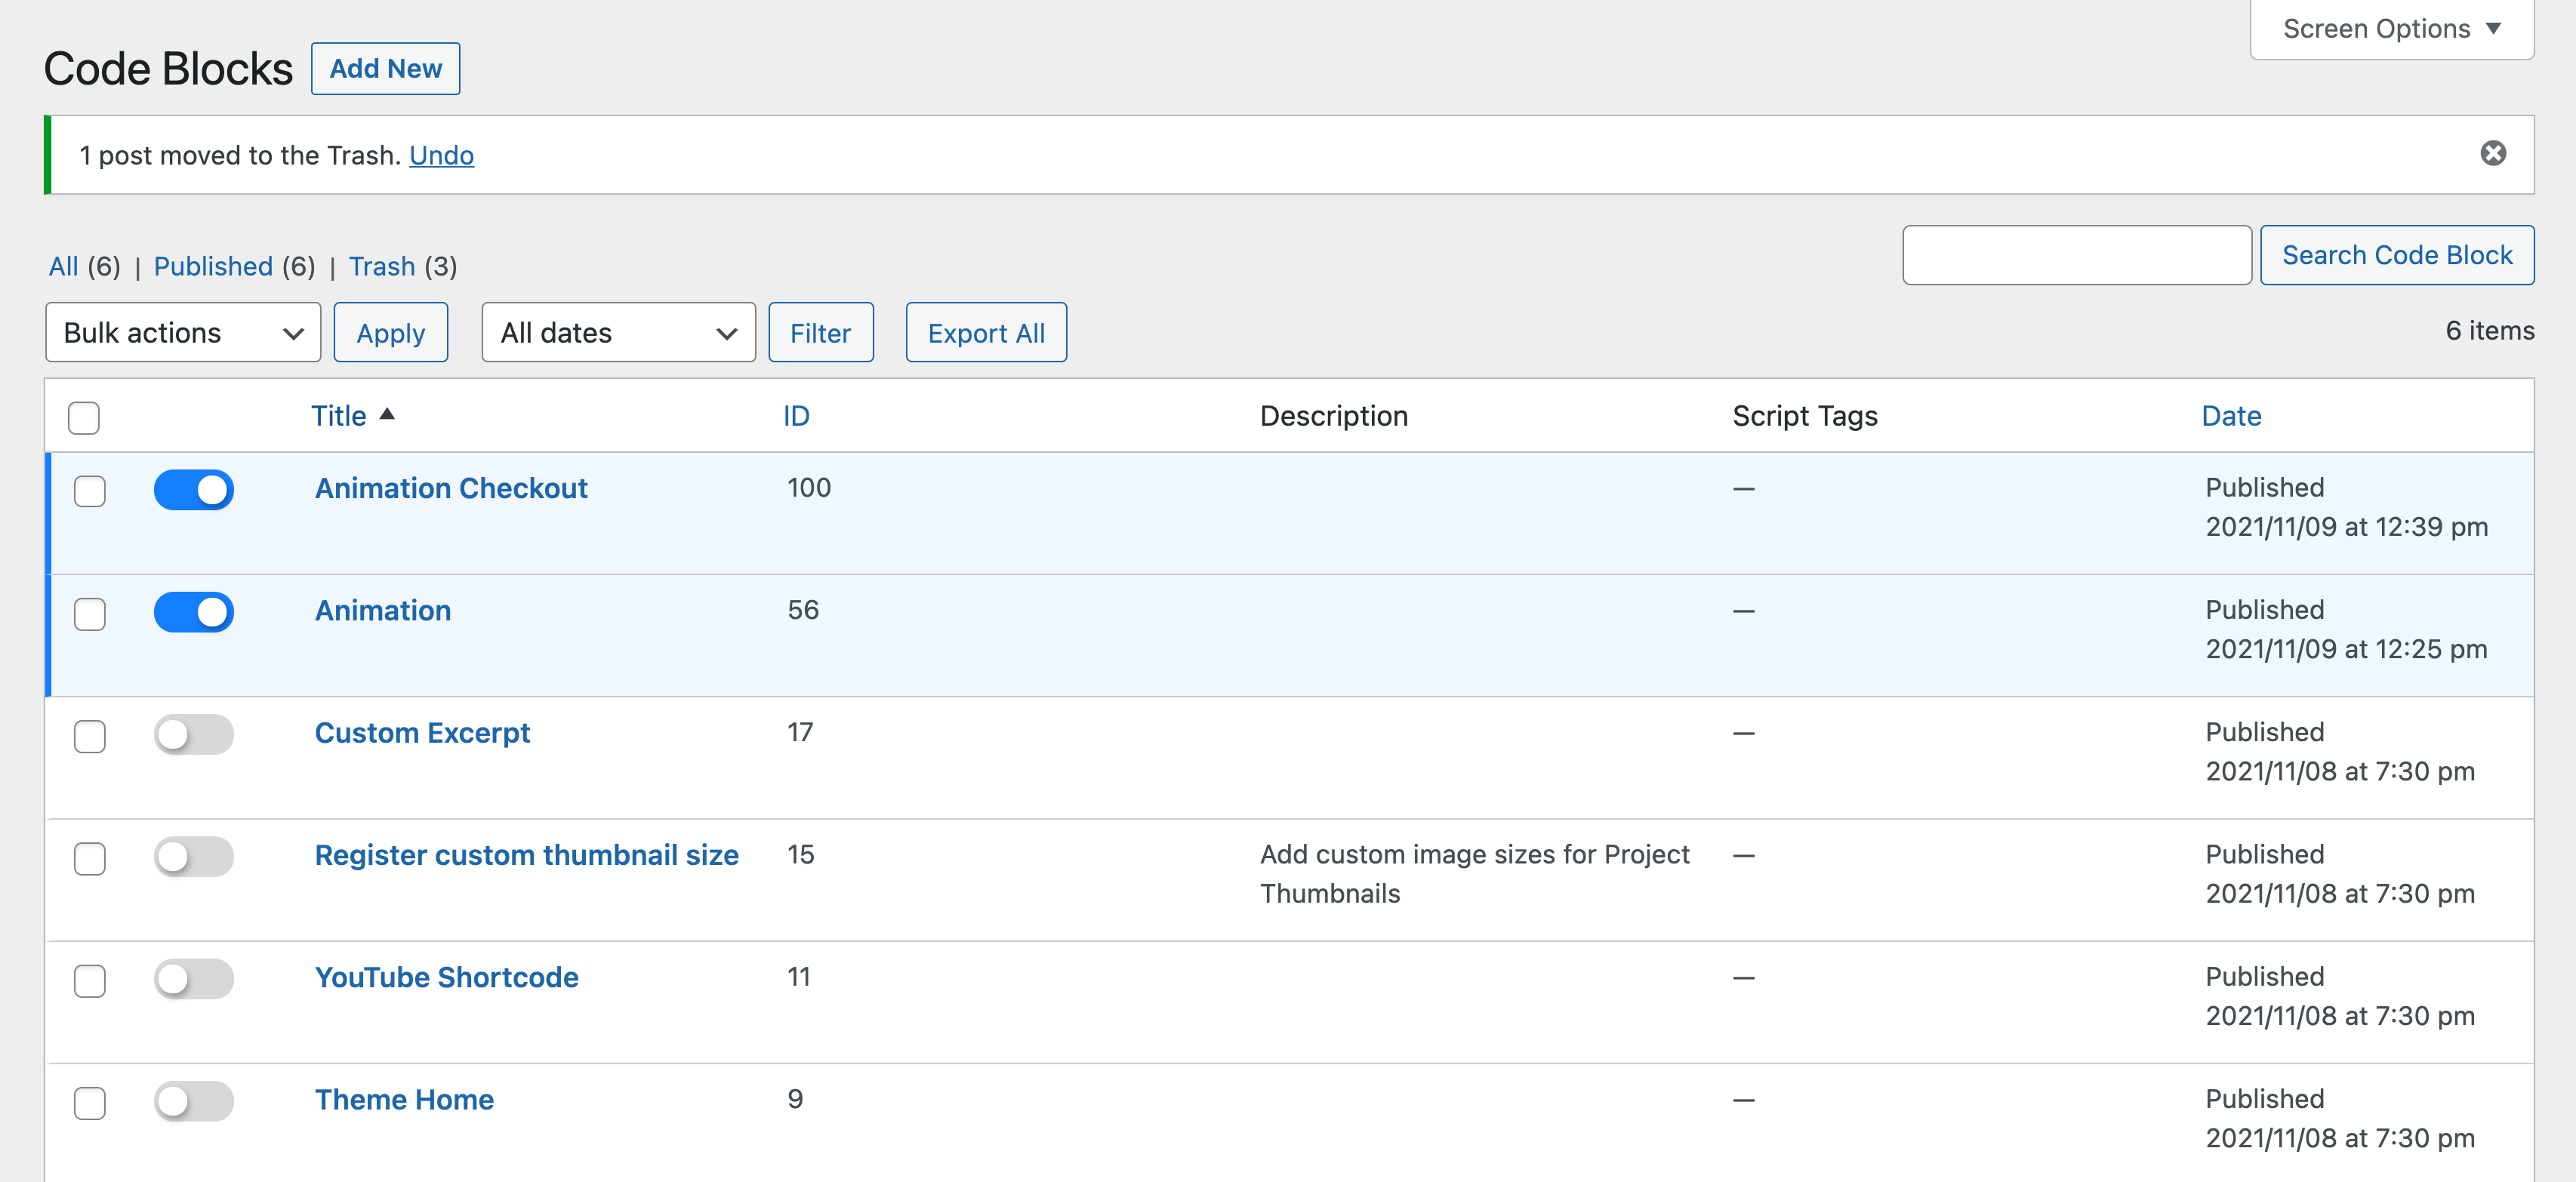 Screen Options ▼
Code Blocks Add New
1 post moved to the Trash. Undo
All (6) | Published (6) | Trash (3)
Search Code Block
Bulk actions Apply All dates Filter Export All 6 items
Title ▲ ID Description Script Tags Date
Animation Checkout 100 — Published
2021/11/09 at 12:39 pm
Animation 56 — Published
2021/11/09 at 12:25 pm
Custom Excerpt 17 — Published
2021/11/08 at 7:30 pm
Register custom thumbnail size 15 Add custom image sizes for Project — Published
Thumbnails 2021/11/08 at 7:30 pm
YouTube Shortcode 11 — Published
2021/11/08 at 7:30 pm
Theme Home 9 — Published
2021/11/08 at 7:30 pm